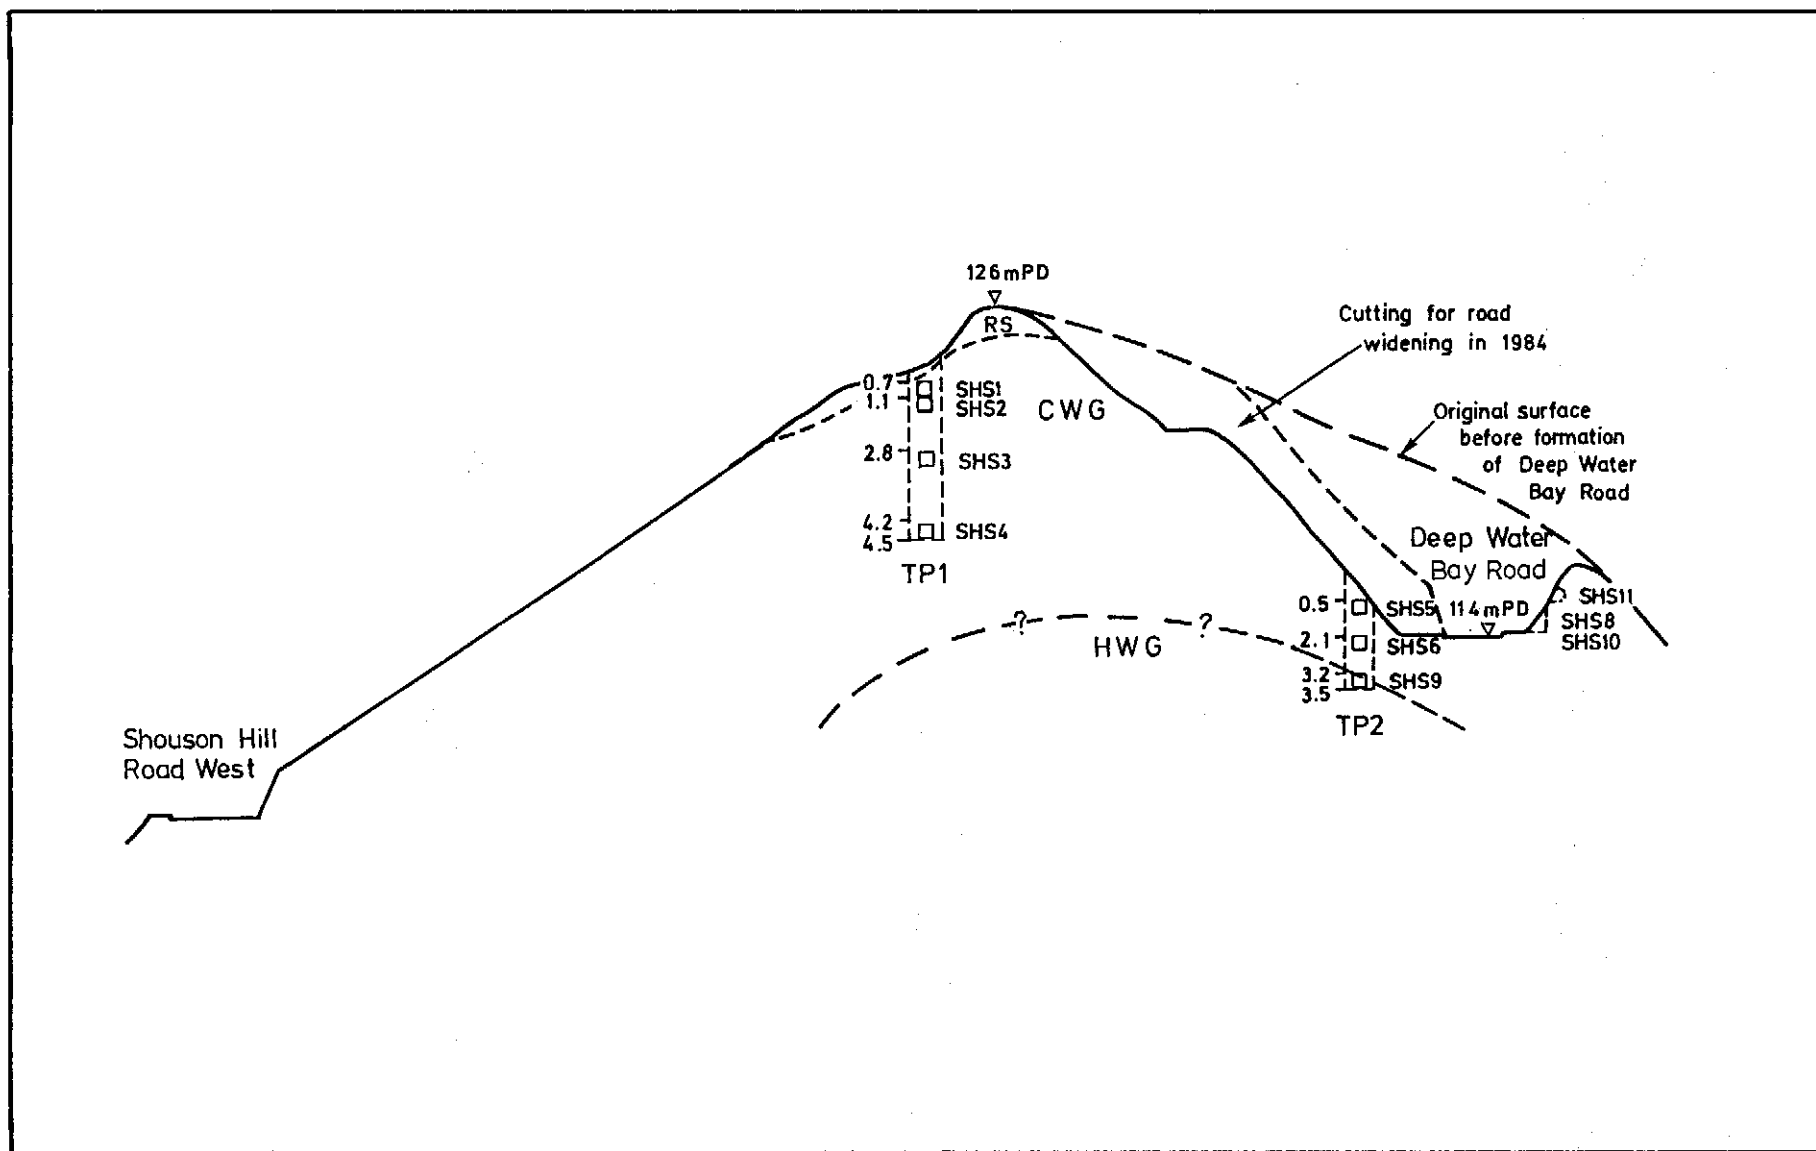 126mPD
RS
Cutting for road
widening in 1984
Original surface
before formation
of Deep Water
Bay Road
0.7
1.1
2.8
4.2
4.5
SHS1
SHS2
SHS3
SHS4
TP1
CWG
Deep Water
Bay Road
114mPD
SHS11
SHS8
SHS10
0.5
2.1
3.2
3.5
SHS5
SHS6
SHS9
TP2
?
?
HWG
Shouson Hill
Road West